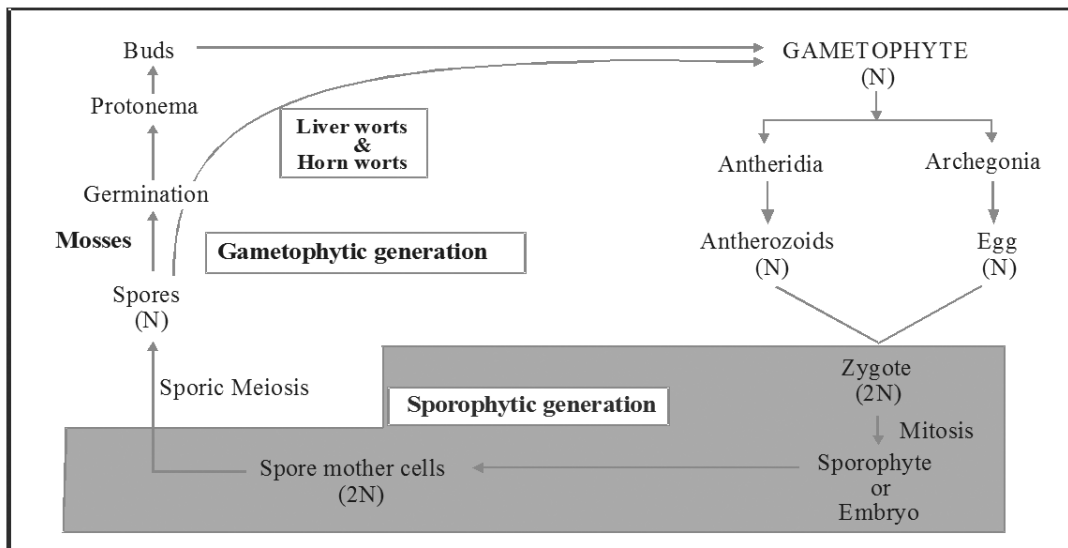 Buds
GAMETOPHYTE
(N)
Protonema
Liver worts
&
Horn worts
Antheridia
Archegonia
Germination
Mosses
Gametophytic generation
Antherozoids
(N)
Egg
(N)
Spores
(N)
Sporic Meiosis
Zygote
(2N)
Sporophytic generation
Mitosis
Spore mother cells
(2N)
Sporophyte
or
Embryo